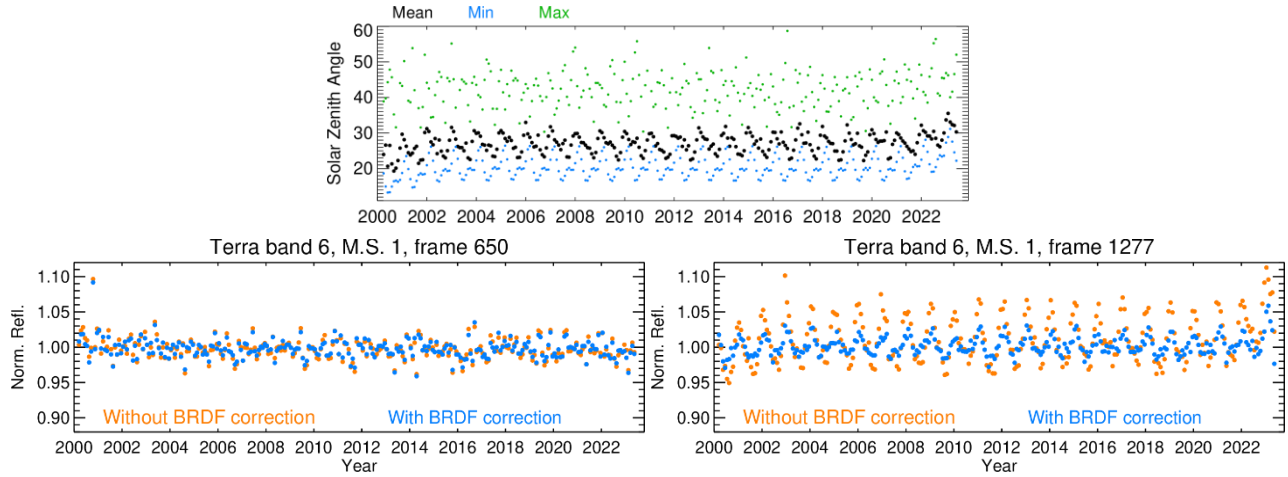 Mean Min Max
Solar Zenith Angle
60
50
40
30
20
2000 2002 2004 2006 2008 2010 2012 2014 2016 2018 2020 2022
Terra band 6, M.S. 1, frame 650
Norm. Refl.
1.10
1.05
1.00
0.95
0.90
Without BRDF correction With BRDF correction
2000 2002 2004 2006 2008 2010 2012 2014 2016 2018 2020 2022
Year
Terra band 6, M.S. 1, frame 1277
Norm. Refl.
1.10
1.05
1.00
0.95
0.90
Without BRDF correction With BRDF correction
2000 2002 2004 2006 2008 2010 2012 2014 2016 2018 2020 2022
Year